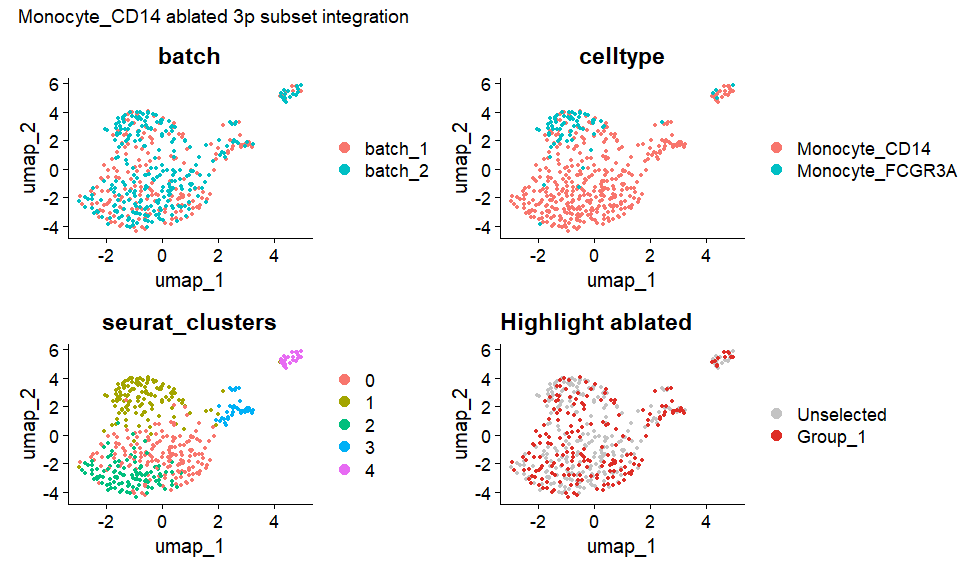 Monocyte_CD14 ablated 3p subset integration
batch
celltype
6
4
2
0
-2
-4
umap_2
-2
0
2
4
umap_1
batch_1
batch_2
6
4
2
0
-2
-4
umap_2
-2
0
2
4
umap_1
Monocyte_CD14
Monocyte_FCGR3A
seurat_clusters
Highlight ablated
6
4
2
0
-2
-4
umap_2
-2
0
2
4
umap_1
0
1
2
3
4
6
4
2
0
-2
-4
umap_2
-2
0
2
4
umap_1
Unselected
Group_1